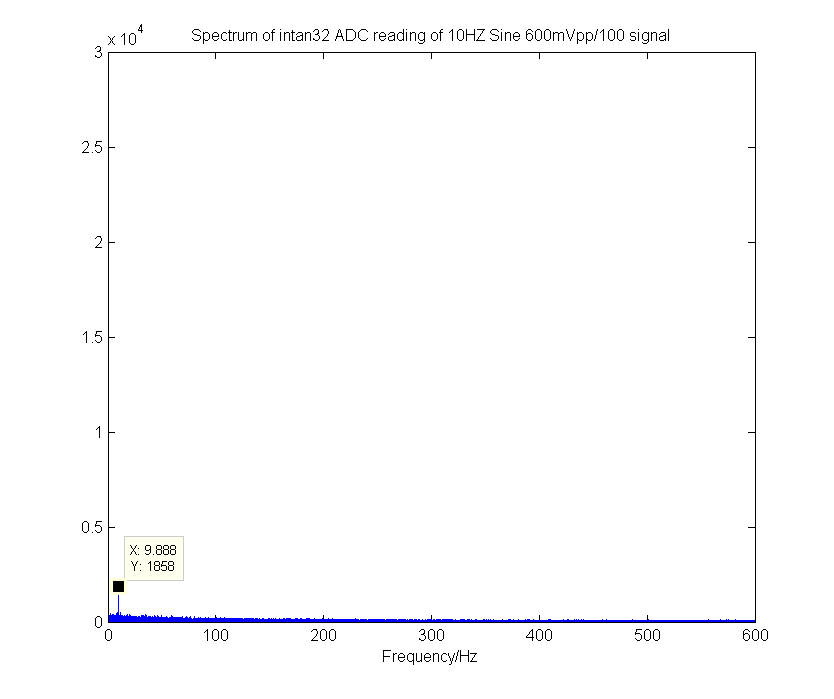 Spectrum of intan32 ADC reading of 10HZ Sine 600mVpp/100 signal
x 10^4
3
2.5
2
1.5
1
0.5
0
X: 9.888
Y: 1858
0 100 200 300 400 500 600
Frequency/Hz